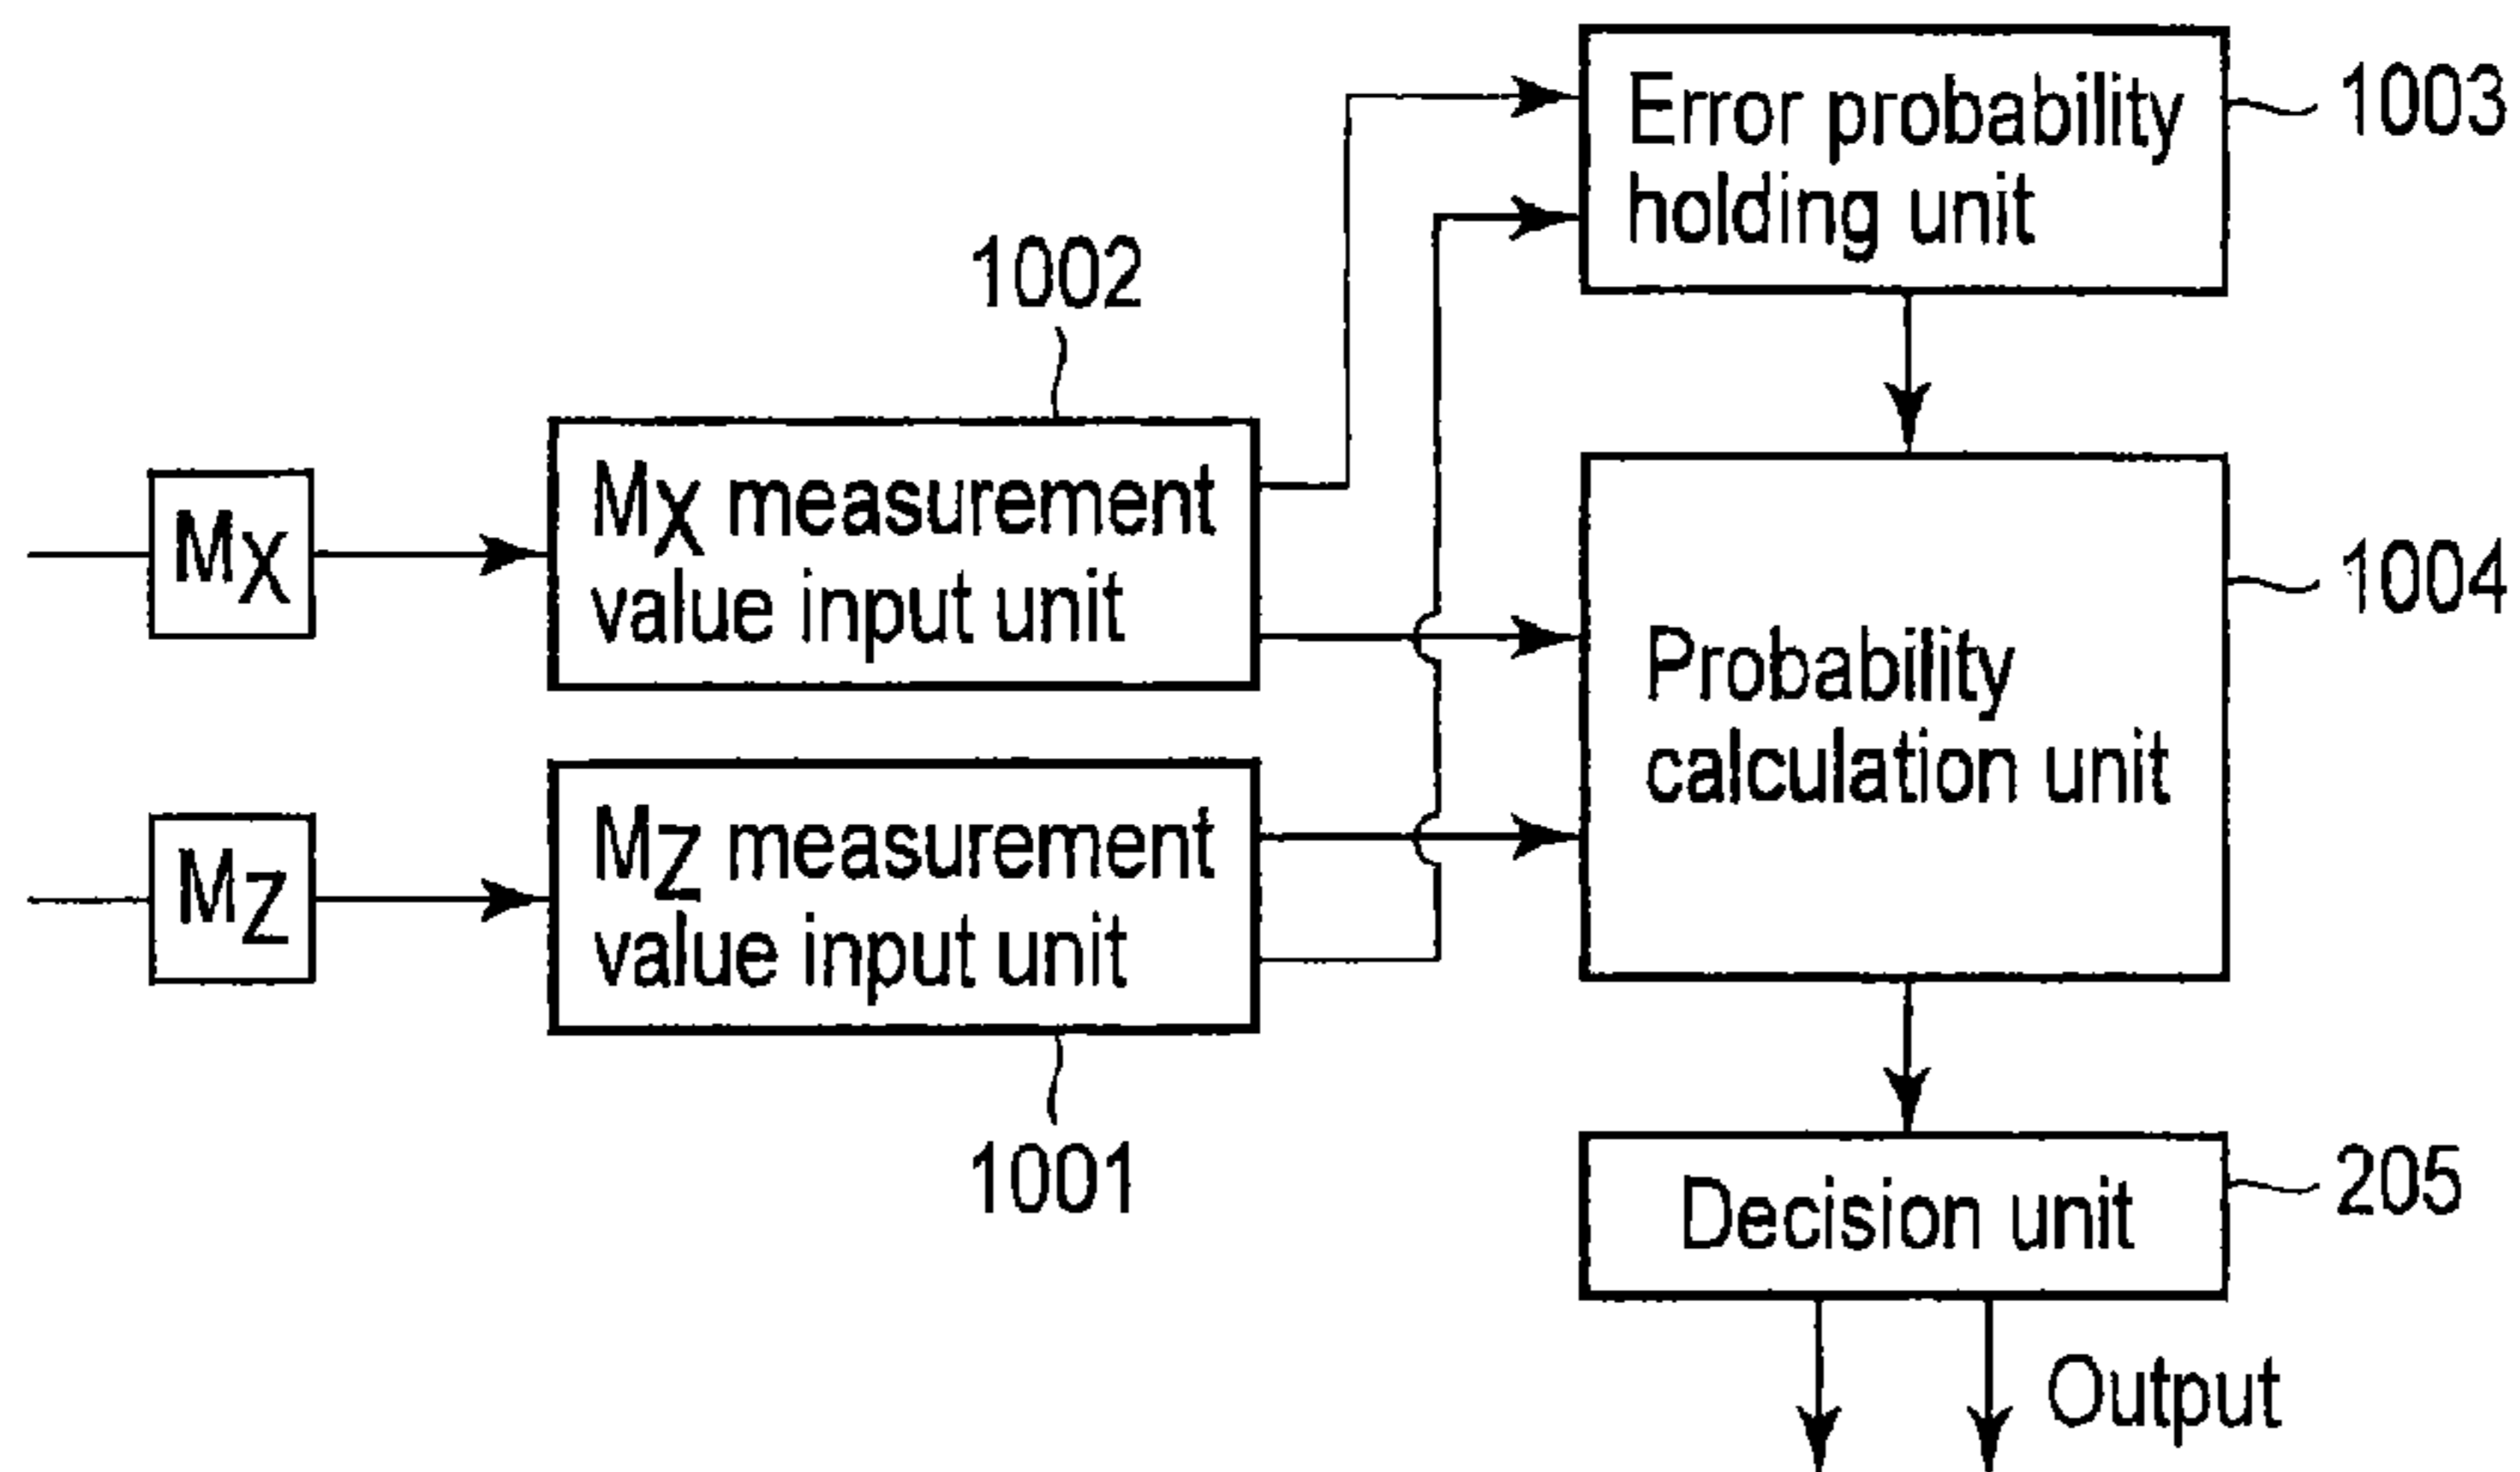 Error probability
holding unit
1003
1002
MX
MX measurement
value input unit
1004
Probability
calculation unit
MZ
MZ measurement
value input unit
1001
Decision unit
205
Output